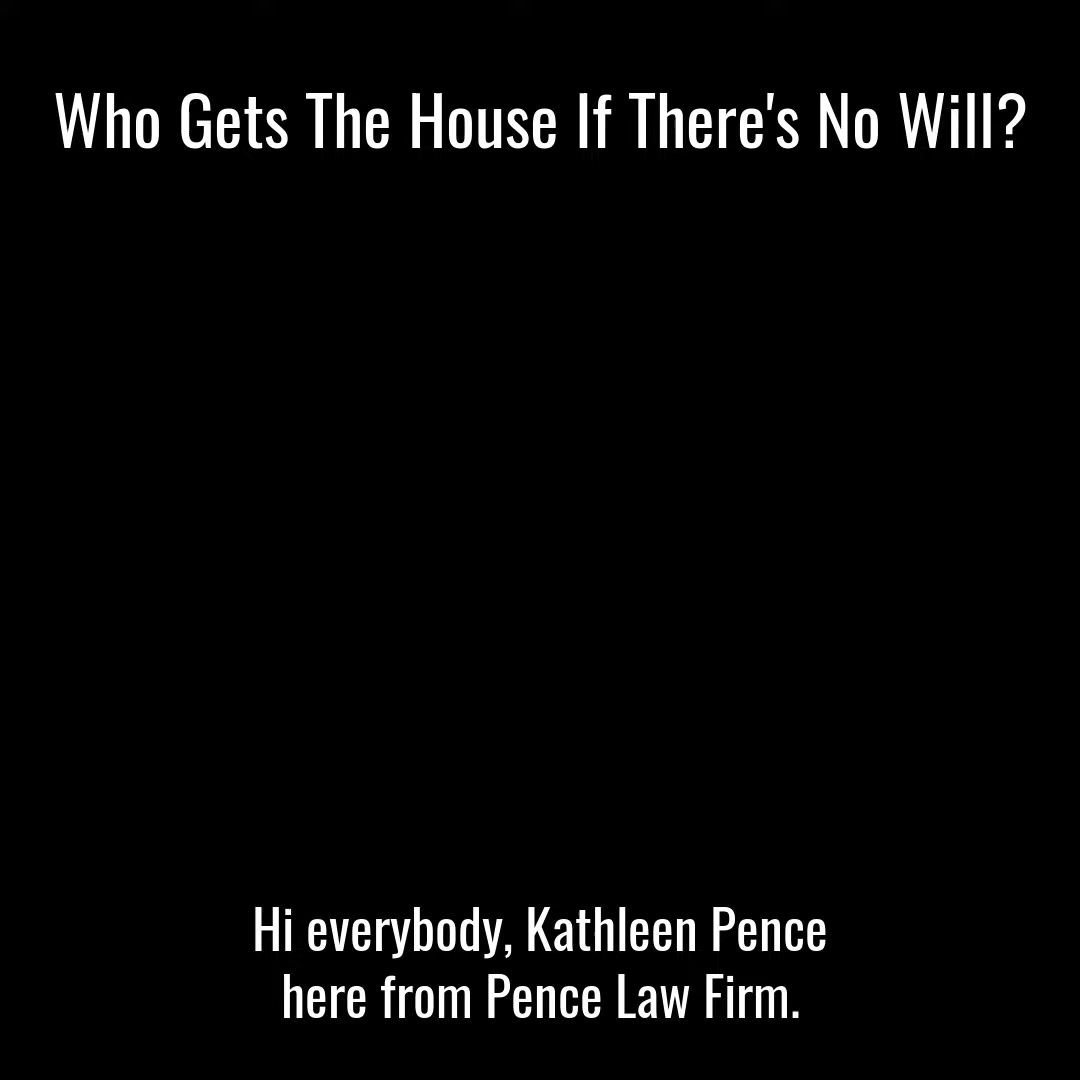 Who Gets The House If There's No Will?
Hi everybody, Kathleen Pence
here from Pence Law Firm.